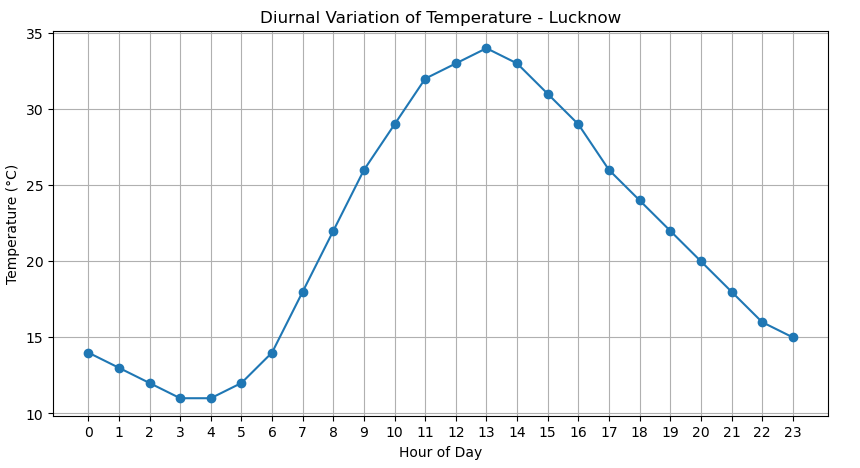 Diurnal Variation of Temperature - Lucknow
Temperature (°C)
35
30
25
20
15
10
0 1 2 3 4 5 6 7 8 9 10 11 12 13 14 15 16 17 18 19 20 21 22 23
Hour of Day